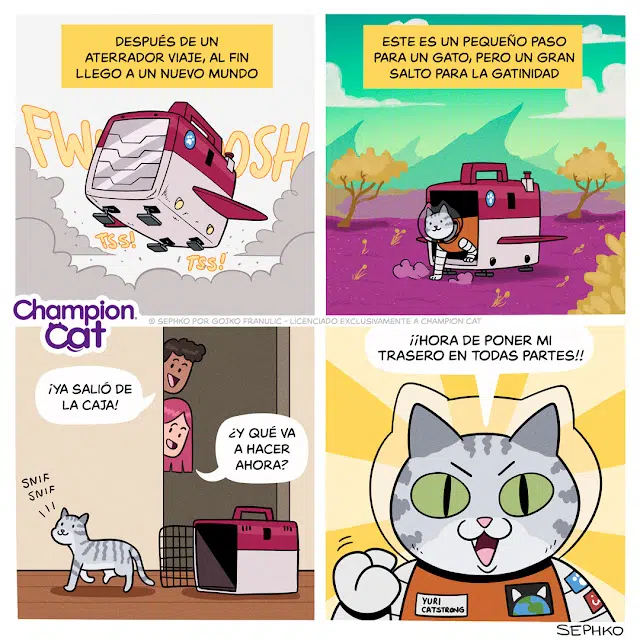 DESPUÉS DE UN
ATERRADOR VIAJE, AL FIN
LLEGO A UN NUEVO MUNDO
FWOOOSH
TSS!
TSS!
ESTE ES UN PEQUEÑO PASO
PARA UN GATO, PERO UN GRAN
SALTO PARA LA GATINIDAD
Champion
Cat
© SEPHKO POR GOJKO FRANULIC – LICENCIADO EXCLUSIVAMENTE A CHAMPION CAT
¡YA SALIÓ DE
LA CAJA!
¿Y QUÉ VA
A HACER
AHORA?
SNIF
SNIF
¡¡HORA DE PONER MI
TRASERO EN TODAS PARTES!!
YURI
CATSTRONG
SEPHKO